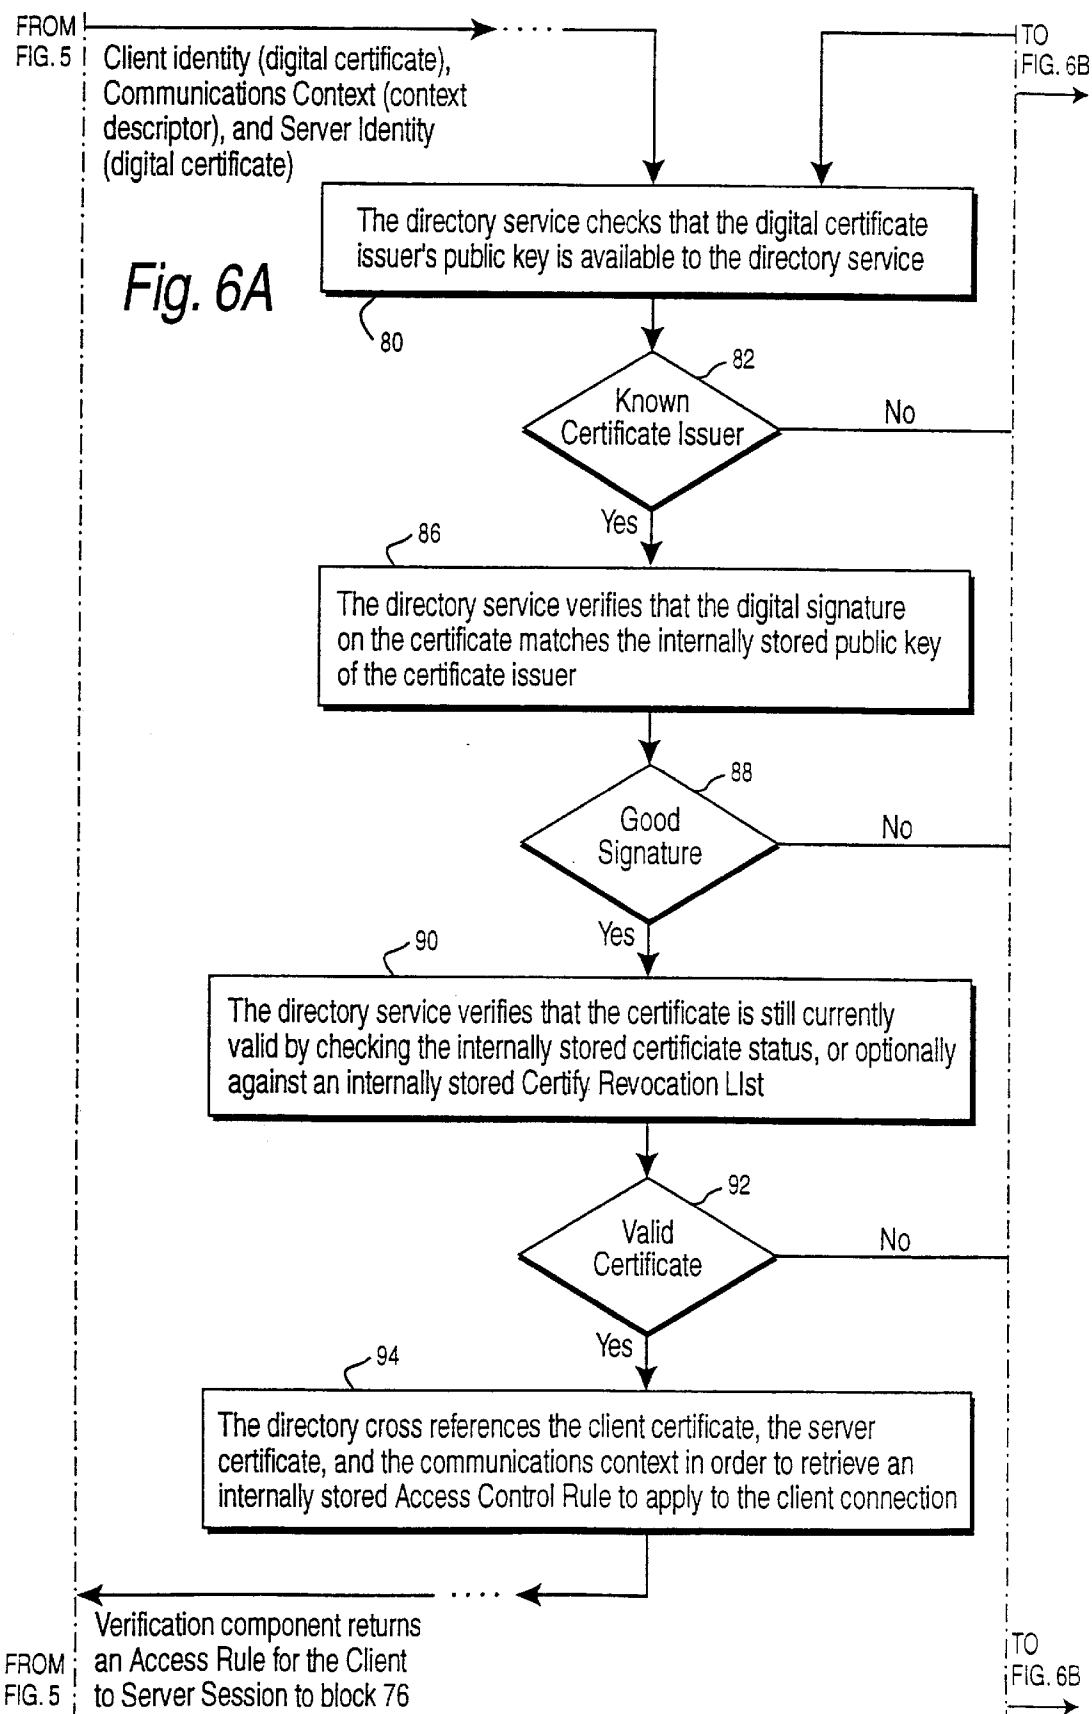 FROM
FIG. 5
TO
FIG. 6B
Client identity (digital certificate),
Communications Context (context
descriptor), and Server Identity
(digital certificate)
The directory service checks that the digital certificate
issuer's public key is available to the directory service
Fig. 6A
80
82
Known
Certificate Issuer
No
Yes
86
The directory service verifies that the digital signature
on the certificate matches the internally stored public key
of the certificate issuer
88
Good
Signature
No
Yes
90
The directory service verifies that the certificate is still currently
valid by checking the internally stored certificiate status, or optionally
against an internally stored Certify Revocation LIst
92
Valid
Certificate
No
Yes
94
The directory cross references the client certificate, the server
certificate, and the communications context in order to retrieve an
internally stored Access Control Rule to apply to the client connection
Verification component returns
an Access Rule for the Client
to Server Session to block 76
FROM
FIG. 5
TO
FIG. 6B